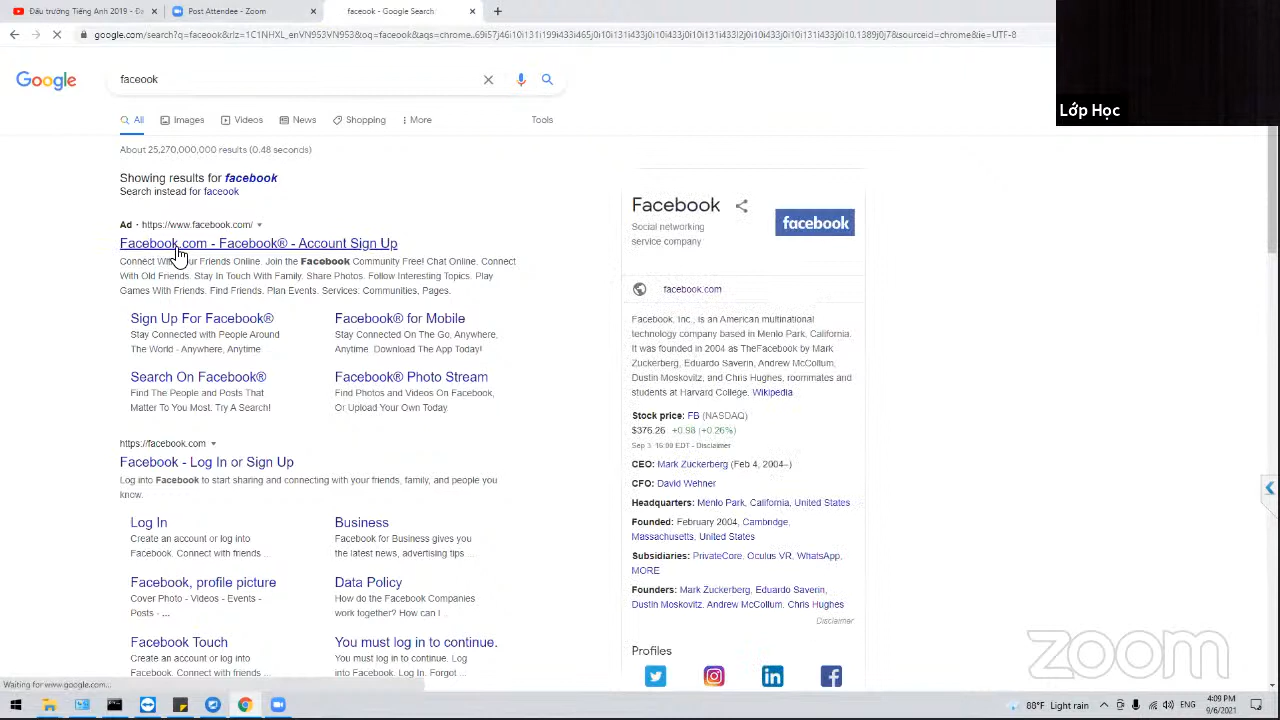 Đấu trường Tiếng Anh 2019 - De
Post Attendee - Zoom
facebook - Google Search
google.com/search?q=faceook&rlz=1C1NHXL_enVN953VN953&oq=faceook&aqs=chrome..69i57j46i10i131i199i433i465j0i10i131i433j0i10i131i433j0i10i433j0i10i131i433l2j0i10i433j0i10.1389j0j7&sourceid=chrome&ie=UTF-8
Lớp Học
Google
faceook
All
Images
Videos
News
Shopping
More
Tools
About 25,270,000,000 results (0.48 seconds)
Showing results for facebook
Search instead for faceook
Ad · https://www.facebook.com/
Facebook.com - Facebook® - Account Sign Up
Connect With Your Friends Online. Join the Facebook Community Free! Chat Online. Connect
With Old Friends. Stay In Touch With Family. Share Photos. Follow Interesting Topics. Play
Games With Friends. Find Friends. Plan Events. Services. Communities, Pages.
Sign Up For Facebook®
Stay Connected with People Around
The World - Anywhere, Anytime
Facebook® for Mobile
Stay Connected On The Go, Anywhere,
Anytime. Download The App Today!
Search On Facebook®
Find The People and Posts That
Matter To You Most. Try A Search!
Facebook® Photo Stream
Find Photos and Videos On Facebook,
Or Upload Your Own Today.
https://facebook.com
Facebook - Log In or Sign Up
Log into Facebook to start sharing and connecting with your friends, family, and people you
know.
Log In
Create an account or log into
Facebook. Connect with friends ...
Business
Facebook for Business gives you
the latest news, advertising tips ...
Facebook, profile picture
Cover Photo - Videos - Events -
Posts - ...
Data Policy
How do the Facebook Companies
work together? How can I ...
Facebook Touch
Create an account or log into
Facebook. Connect with friends ...
You must log in to continue.
You must log in to continue. Log
into Facebook. Log In. Forgot ...
Facebook
Social networking
service company
facebook
facebook.com
Facebook, Inc., is an American multinational
technology company based in Menlo Park, California.
It was founded in 2004 as TheFacebook by Mark
Zuckerberg, Eduardo Saverin, Andrew McCollum,
Dustin Moskovitz, and Chris Hughes, roommates and
students at Harvard College. Wikipedia
Stock price: FB (NASDAQ)
$376.26 +0.98 (+0.26%)
Sep 3, 16:00 EDT - Disclaimer
CEO: Mark Zuckerberg (Feb 4, 2004–)
CFO: David Wehner
Headquarters: Menlo Park, California, United States
Founded: February 2004, Cambridge,
Massachusetts, United States
Subsidiaries: PrivateCore, Oculus VR, WhatsApp,
MORE
Founders: Mark Zuckerberg, Eduardo Saverin,
Dustin Moskovitz, Andrew McCollum, Chris Hughes
Disclaimer
Profiles
zoom
Waiting for www.google.com...
88°F Light rain
ENG
4:09 PM
9/6/2021